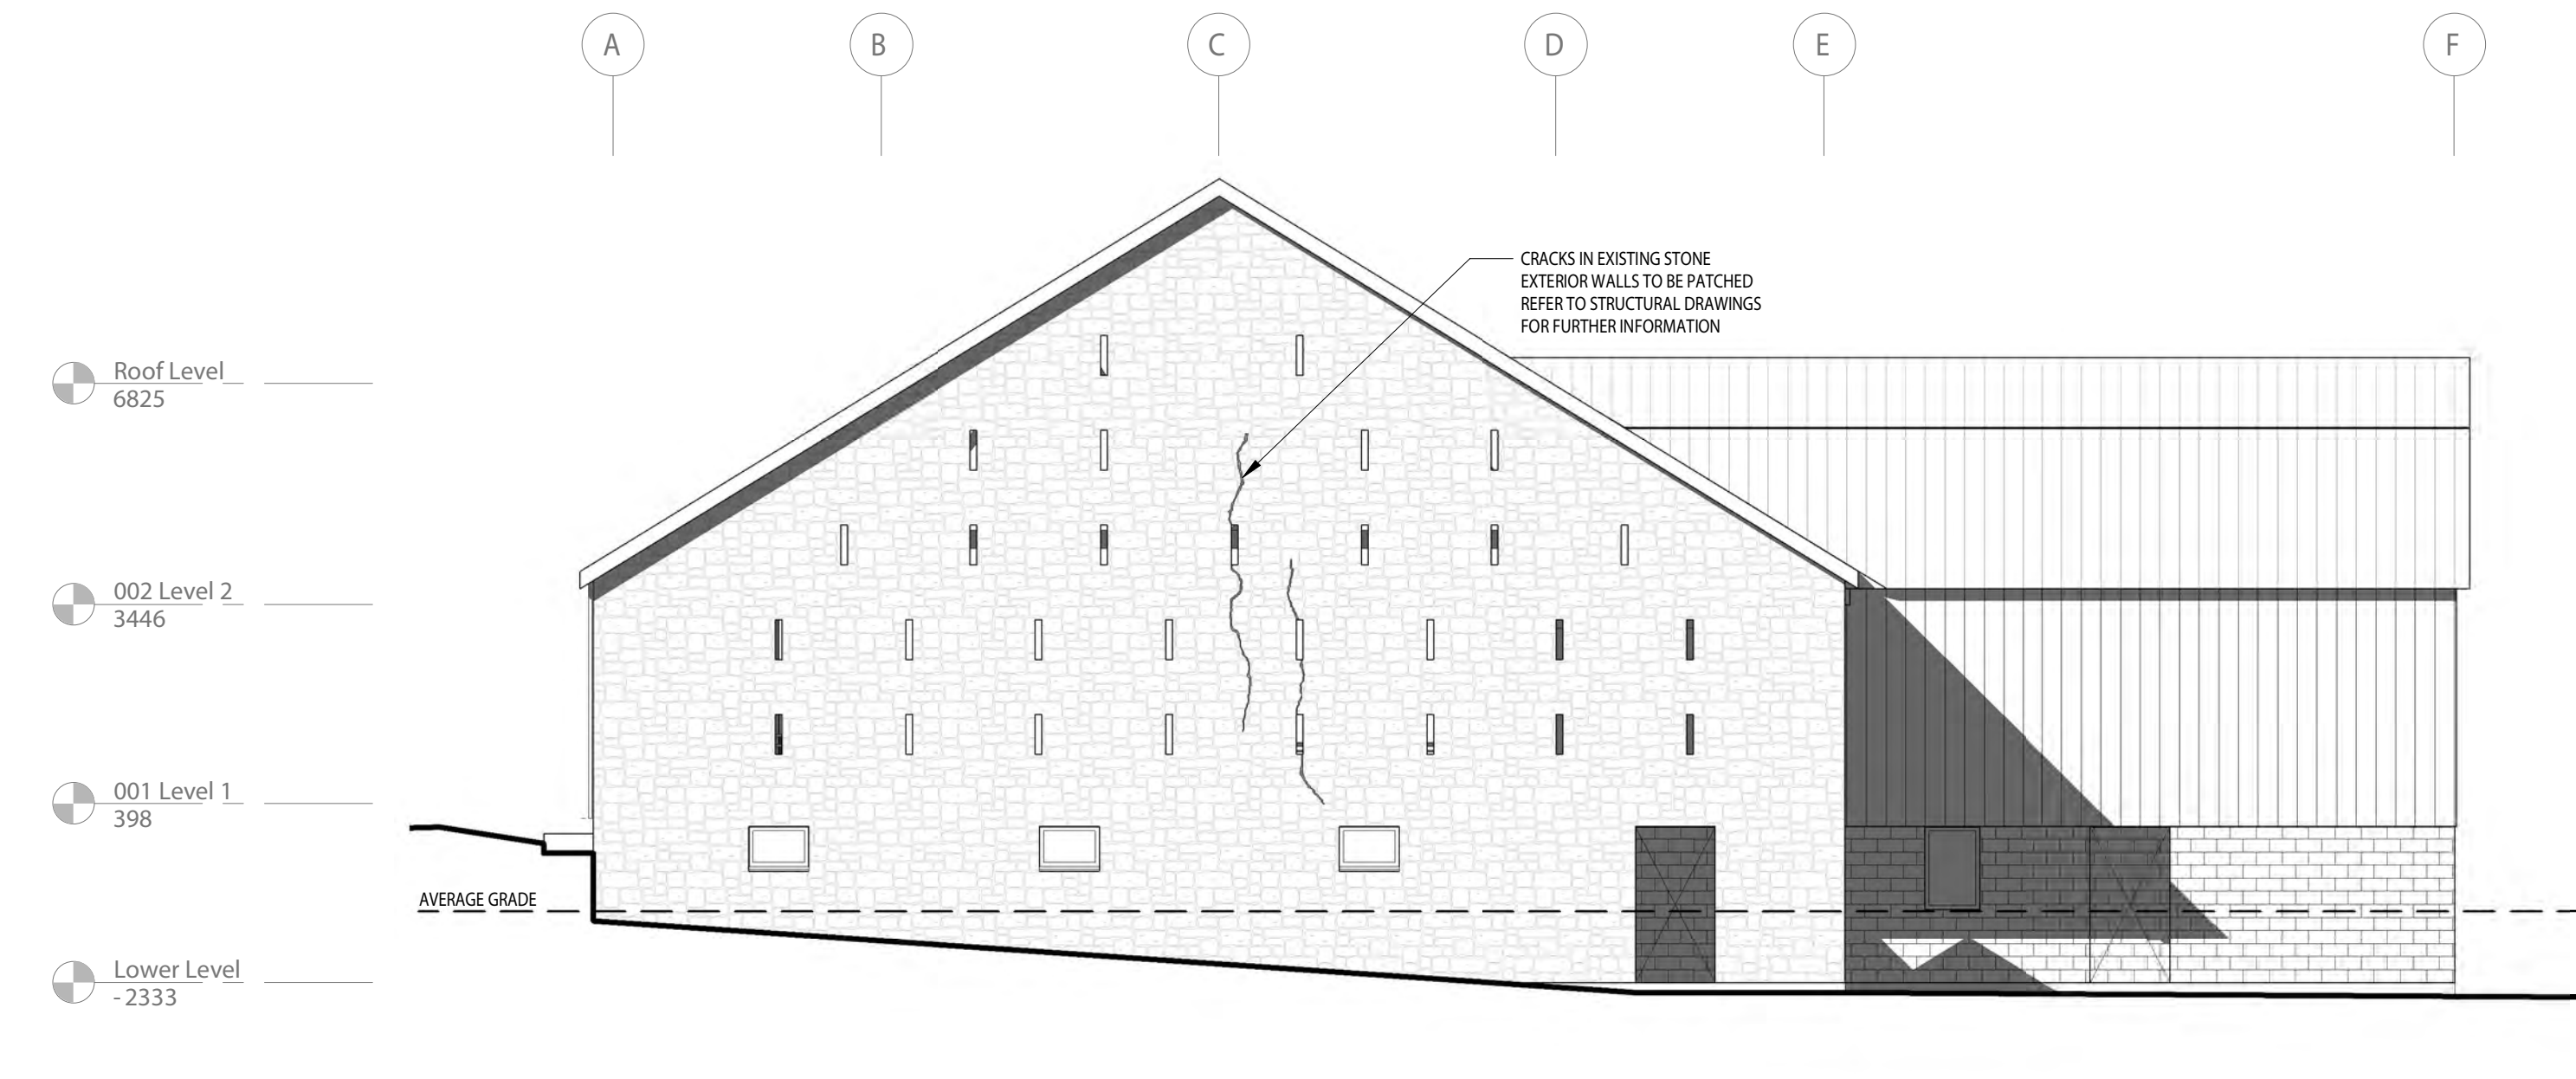 A
B
C
D
E
F
CRACKS IN EXISTING STONE
EXTERIOR WALLS TO BE PATCHED
REFER TO STRUCTURAL DRAWINGS
FOR FURTHER INFORMATION
Roof Level
6825
002 Level 2
3446
001 Level 1
398
AVERAGE GRADE
Lower Level
-2333